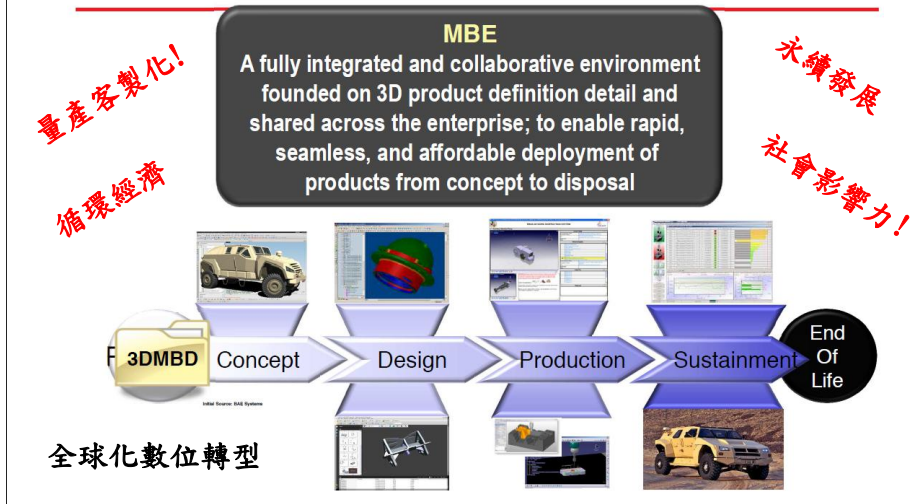 MBE
A fully integrated and collaborative environment
founded on 3D product definition detail and
shared across the enterprise; to enable rapid,
seamless, and affordable deployment of
products from concept to disposal
量產客製化!
循環經濟
永續發展
社會影響力!
3DMBD
Concept
Design
Production
Sustainment
End
Of
Life
Initial Source: BAE Systems
全球化數位轉型